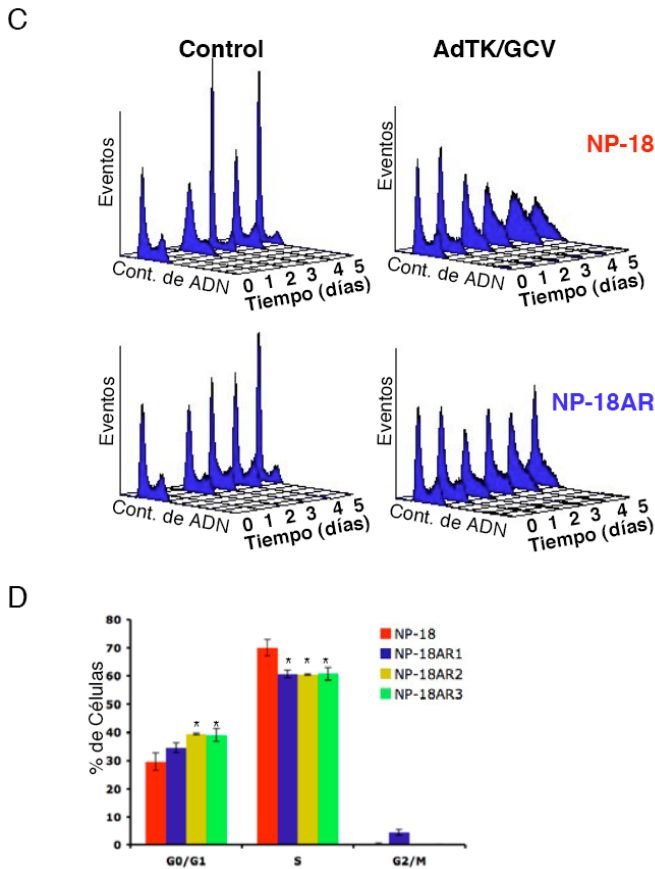 C
Control
AdTK/GCV
Eventos
Cont. de ADN
0 1 2 3 4 5
Tiempo (días)
Eventos
Cont. de ADN
0 1 2 3 4 5
Tiempo (días)
NP-18
Eventos
Cont. de ADN
0 1 2 3 4 5
Tiempo (días)
Eventos
Cont. de ADN
0 1 2 3 4 5
Tiempo (días)
NP-18AR
D
% de Células
80
70
60
50
40
30
20
10
0
* *
* * *
NP-18
NP-18AR1
NP-18AR2
NP-18AR3
G0/G1
S
G2/M